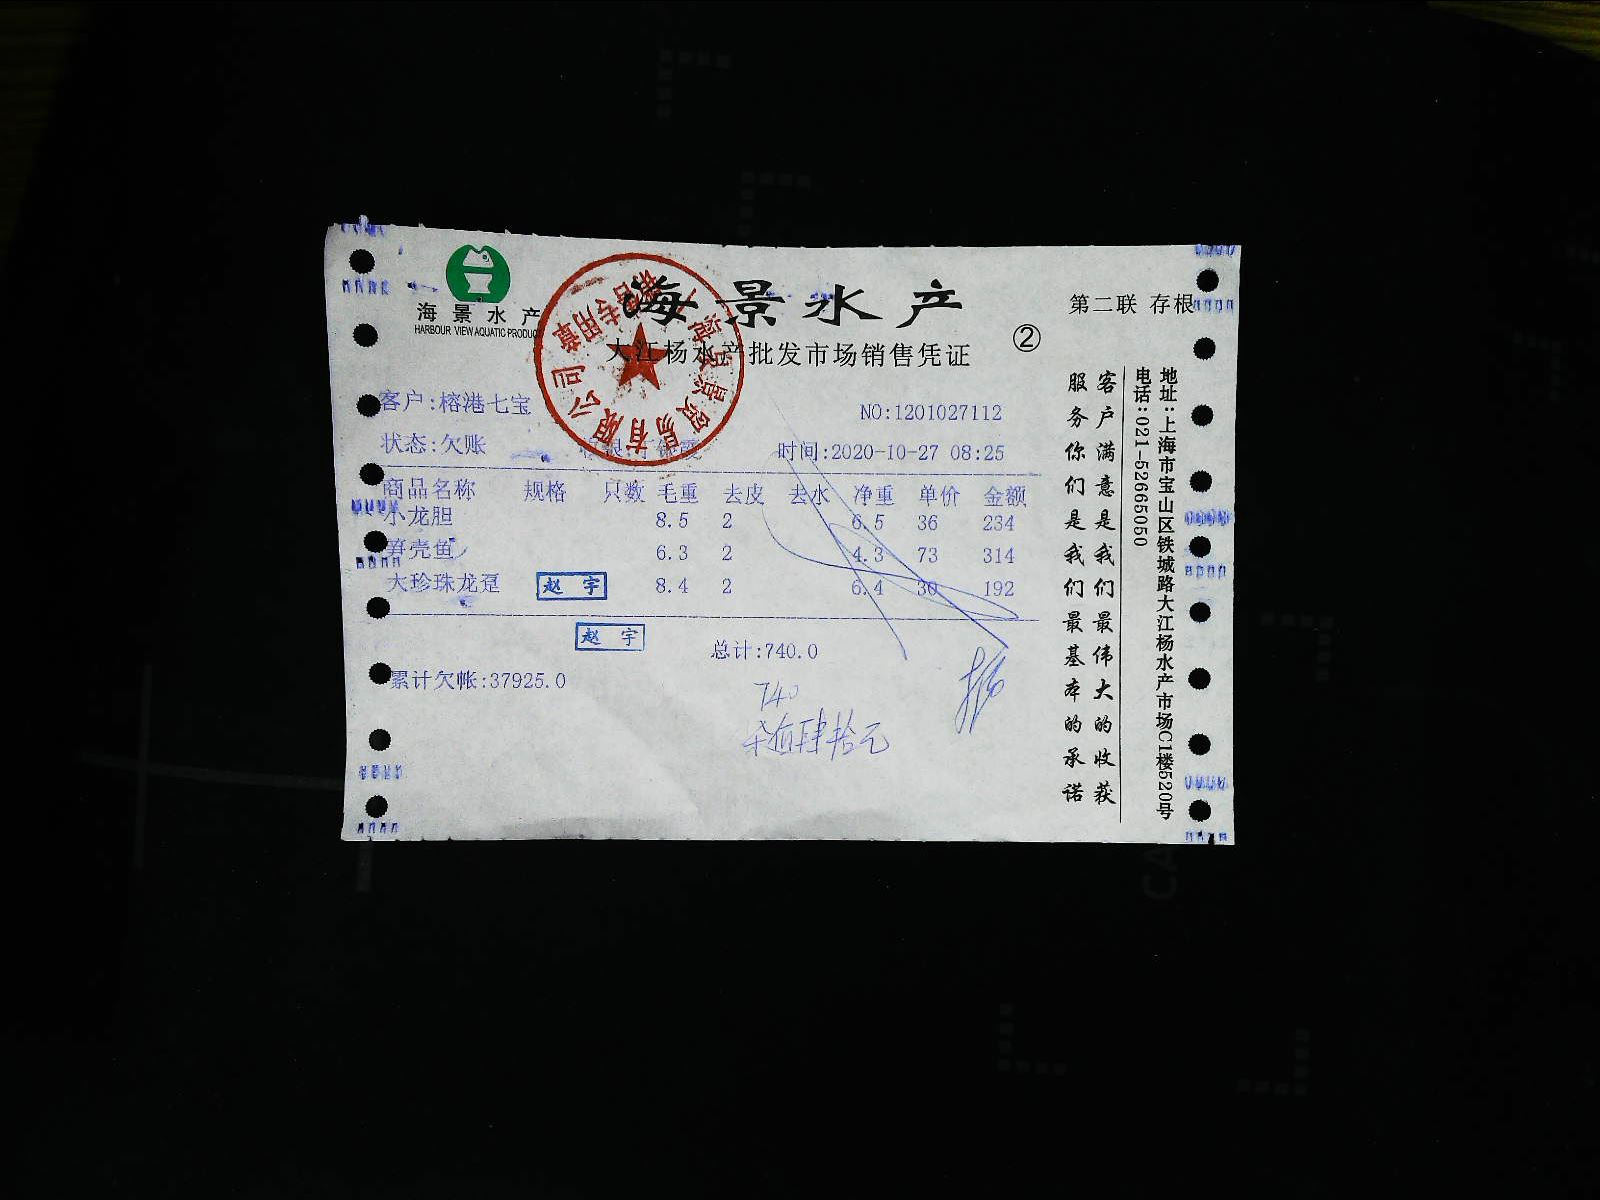 海景水产
HARBOUR VIEW AQUATIC PRODUC
海景水产
大江杨水产批发市场销售凭证
②
第二联 存根
客户:榕港七宝
NO:1201027112
状态:欠账
时间:2020-10-27 08:25
商品名称 规格 只数 毛重 去皮 去水 净重 单价 金额
小龙胆 8.5 2 6.5 36 234
笋壳鱼 6.3 2 4.3 73 314
大珍珠龙趸 赵宇 8.4 2 6.4 30 192
赵宇
总计:740.0
累计欠帐:37925.0
740
柒佰肆拾元
客户满意是我们最伟大的收获
服务你们是我们最基本的承诺
地址:上海市宝山区铁城路大江杨水产市场C1楼520号
电话:021-52665050